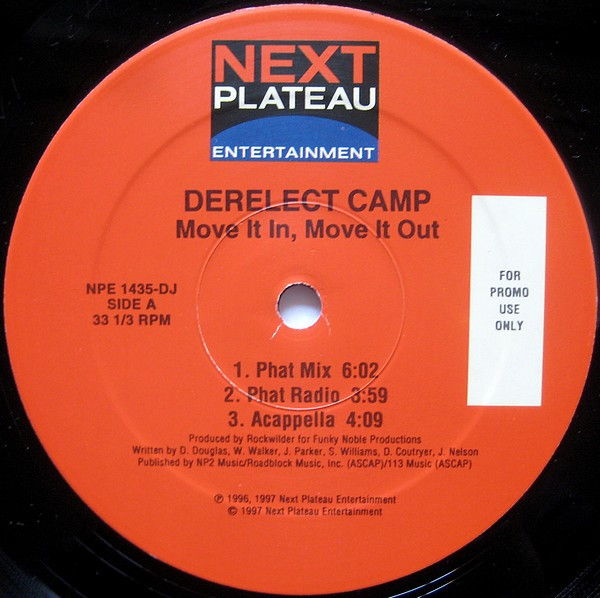 NEXT
PLATEAU
ENTERTAINMENT
DERELECT CAMP
Move It In, Move It Out
NPE 1435-DJ
SIDE A
33 1/3 RPM
FOR
PROMO
USE
ONLY
1. Phat Mix 6:02
2. Phat Radio 3:59
3. Acappella 4:09
Produced by Rockwilder for Funky Noble Productions
Written by D. Douglas, W. Walker, J. Parker, S. Williams, D. Coutryer, J. Nelson
Published by NP2 Music/Roadblock Music, Inc. (ASCAP)/113 Music (ASCAP)
℗ 1996, 1997 Next Plateau Entertainment
© 1997 Next Plateau Entertainment